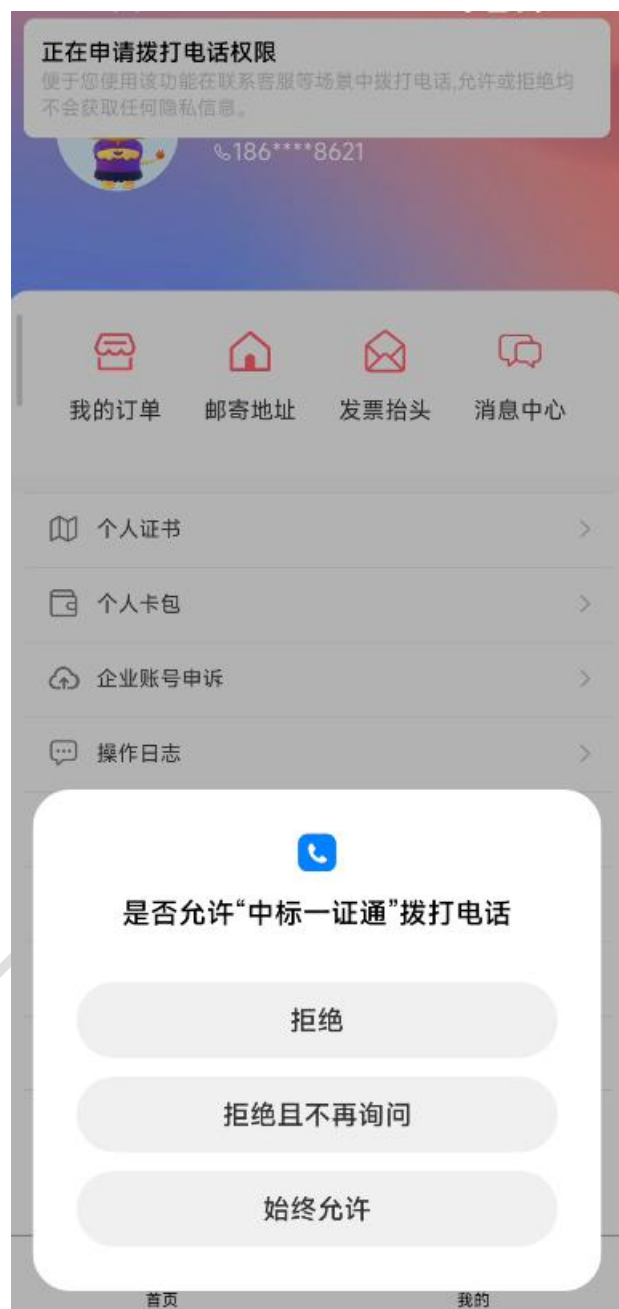 正在申请拨打电话权限
便于您使用该功能在联系客服等场景中拨打电话,允许或拒绝均
不会获取任何隐私信息。
186****8621
我的订单 邮寄地址 发票抬头 消息中心
个人证书
个人卡包
企业账号申诉
操作日志
是否允许“中标一证通”拨打电话
拒绝
拒绝且不再询问
始终允许
首页 我的